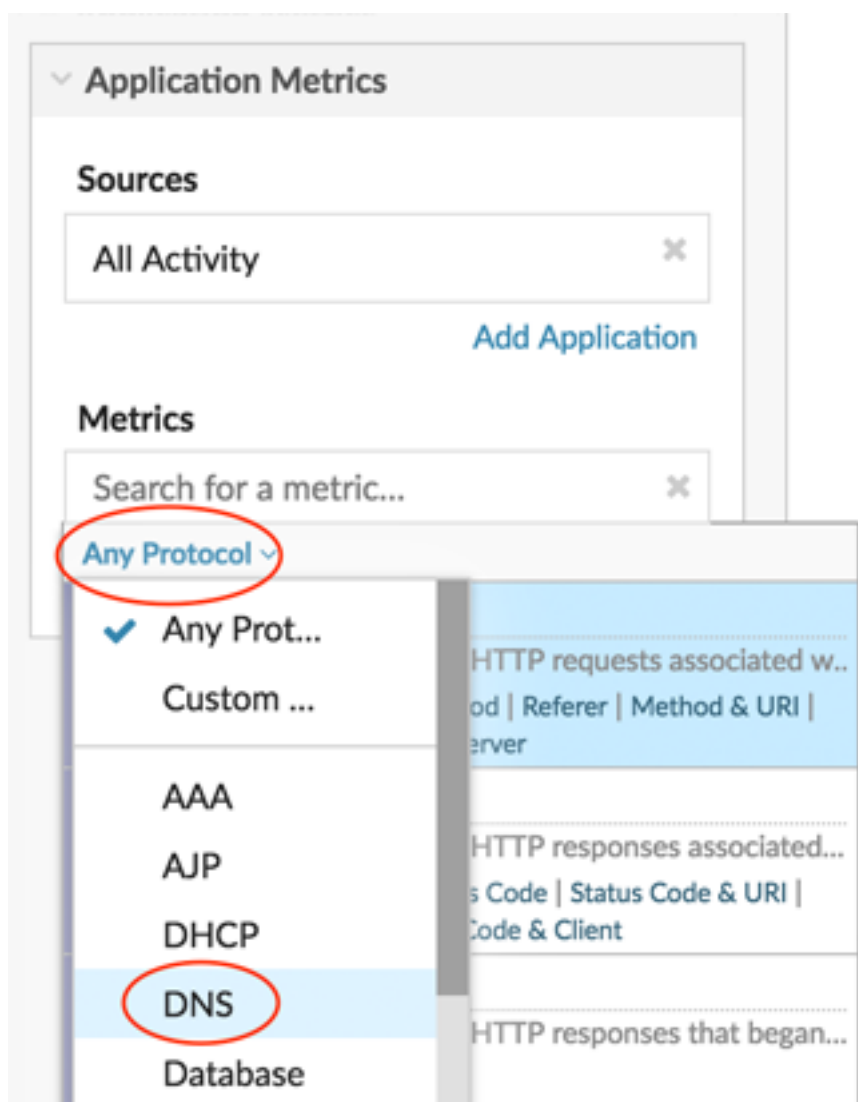 Application Metrics
Sources
All Activity
Add Application
Metrics
Search for a metric...
Any Protocol
Any Prot...
Custom ...
HTTP requests associated w..
od | Referer | Method & URI |
erver
AAA
AJP
HTTP responses associated...
s Code | Status Code & URI |
DHCP
Code & Client
DNS
HTTP responses that began...
Database